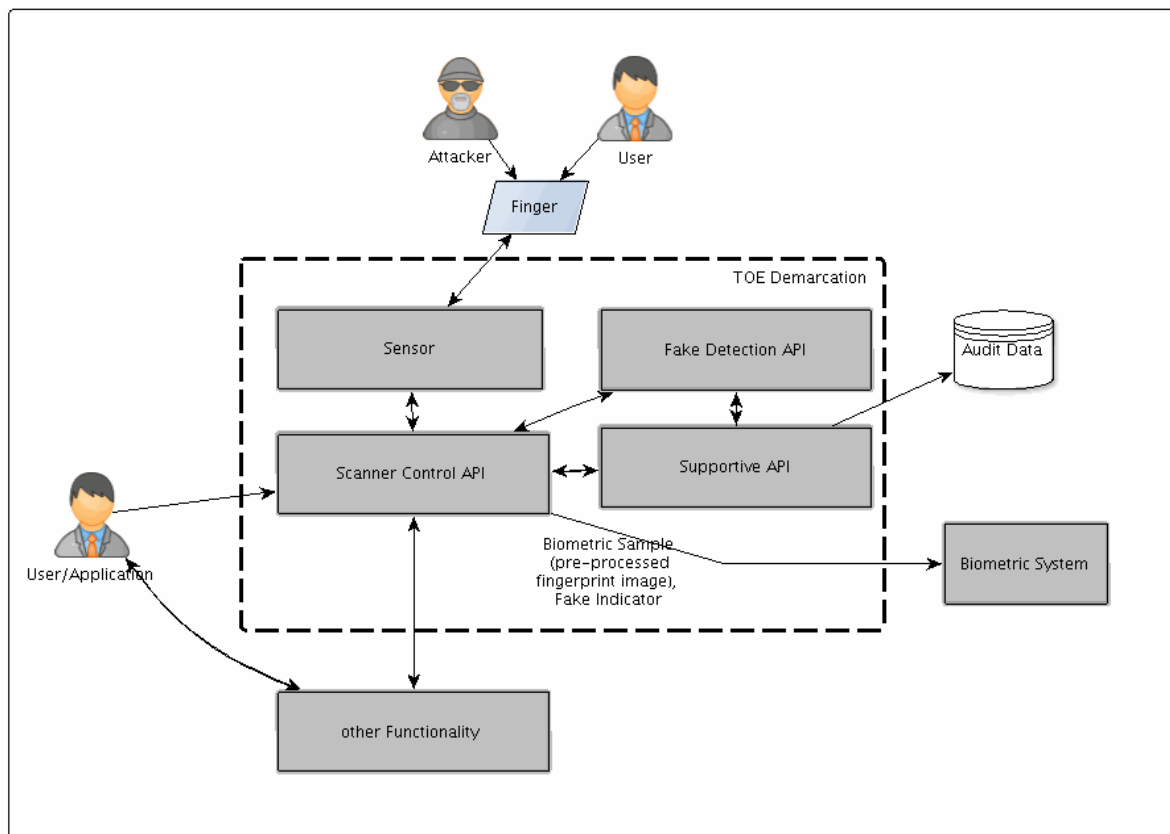 Attacker
User
Finger
TOE Demarcation
Sensor
Fake Detection API
Audit Data
Scanner Control API
Supportive API
User/Application
Biometric Sample
(pre-processed
fingerprint image),
Fake Indicator
Biometric System
other Functionality